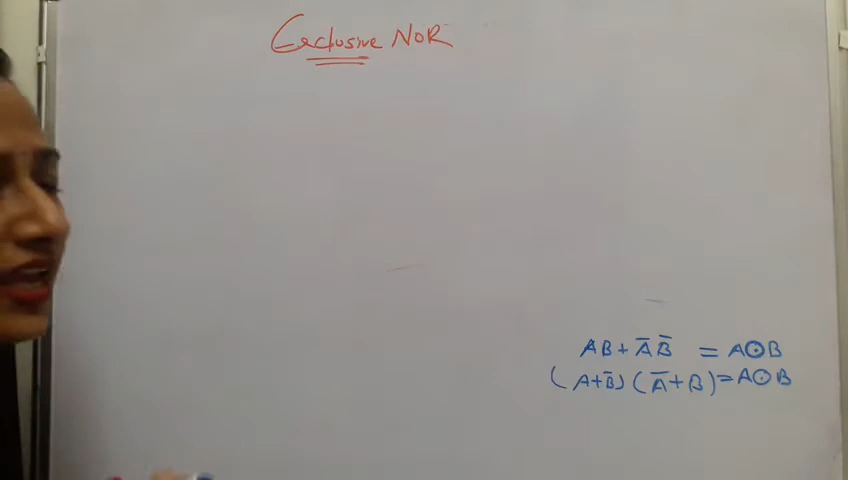 Exclusive NOR
AB + A̅ B̅ = A⊙B
(A+B̅) (A̅+B) = A⊙B